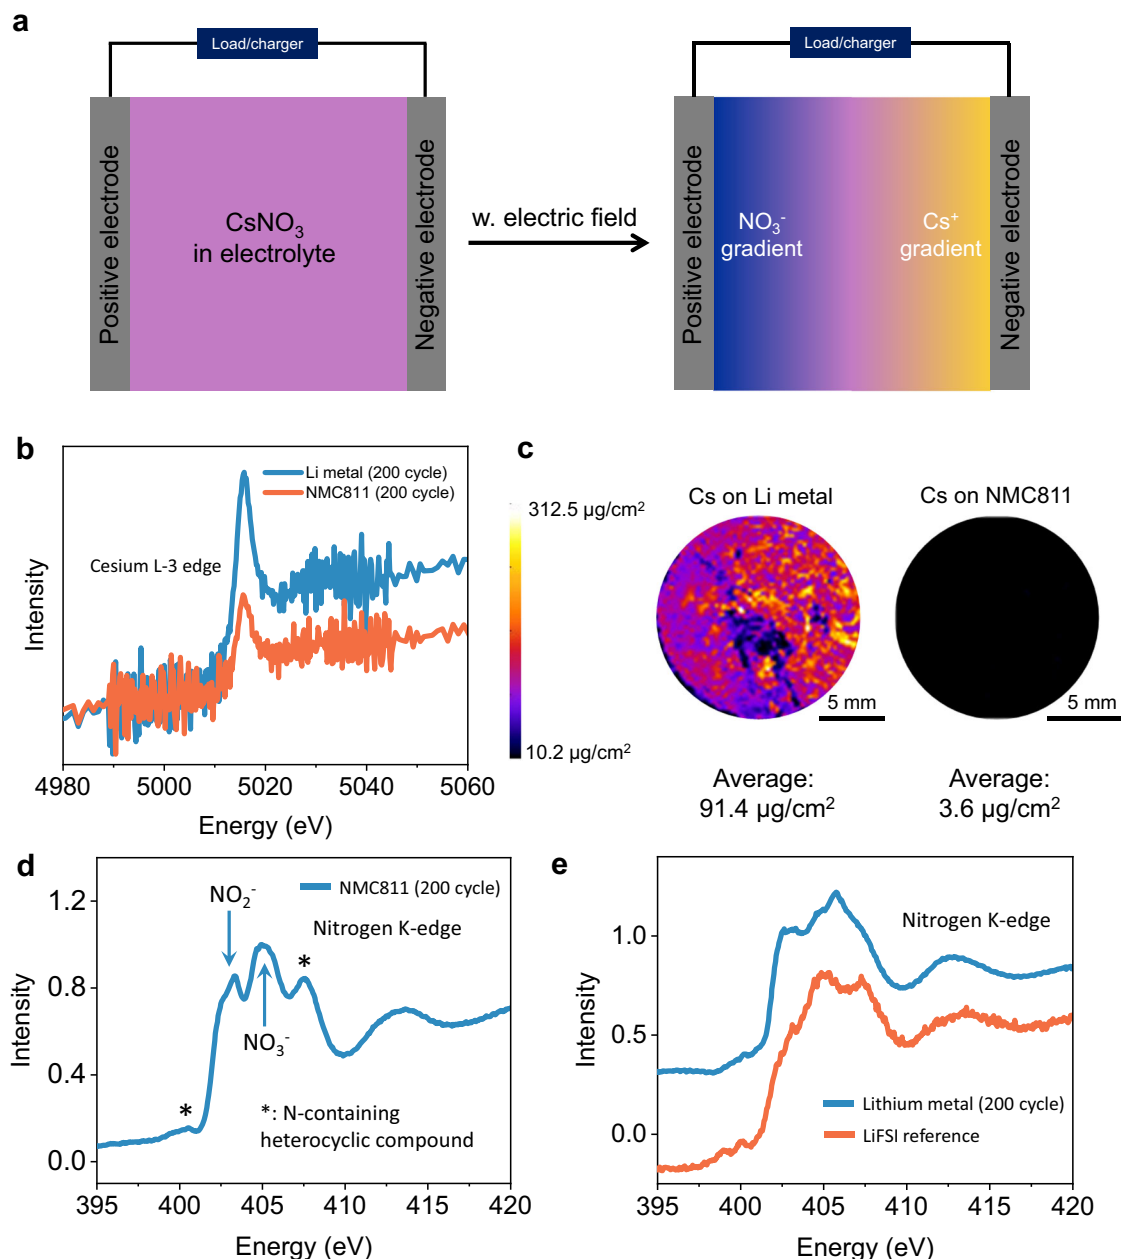 a
Load/charger
Load/charger
Positive electrode
CsNO₃
in electrolyte
Negative electrode
w. electric field
Positive electrode
NO₃⁻
gradient
Cs⁺
gradient
Negative electrode
b
Li metal (200 cycle)
NMC811 (200 cycle)
Cesium L-3 edge
Intensity
4980 5000 5020 5040 5060
Energy (eV)
c
312.5 µg/cm²
10.2 µg/cm²
Cs on Li metal
Cs on NMC811
5 mm
5 mm
Average:
91.4 µg/cm²
Average:
3.6 µg/cm²
d
NO₂⁻
NMC811 (200 cycle)
Nitrogen K-edge
*
NO₃⁻
*
*: N-containing
heterocyclic compound
Intensity
1.2
0.8
0.4
0.0
395 400 405 410 415 420
Energy (eV)
e
Nitrogen K-edge
Intensity
1.0
0.5
0.0
Lithium metal (200 cycle)
LiFSI reference
395 400 405 410 415 420
Energy (eV)